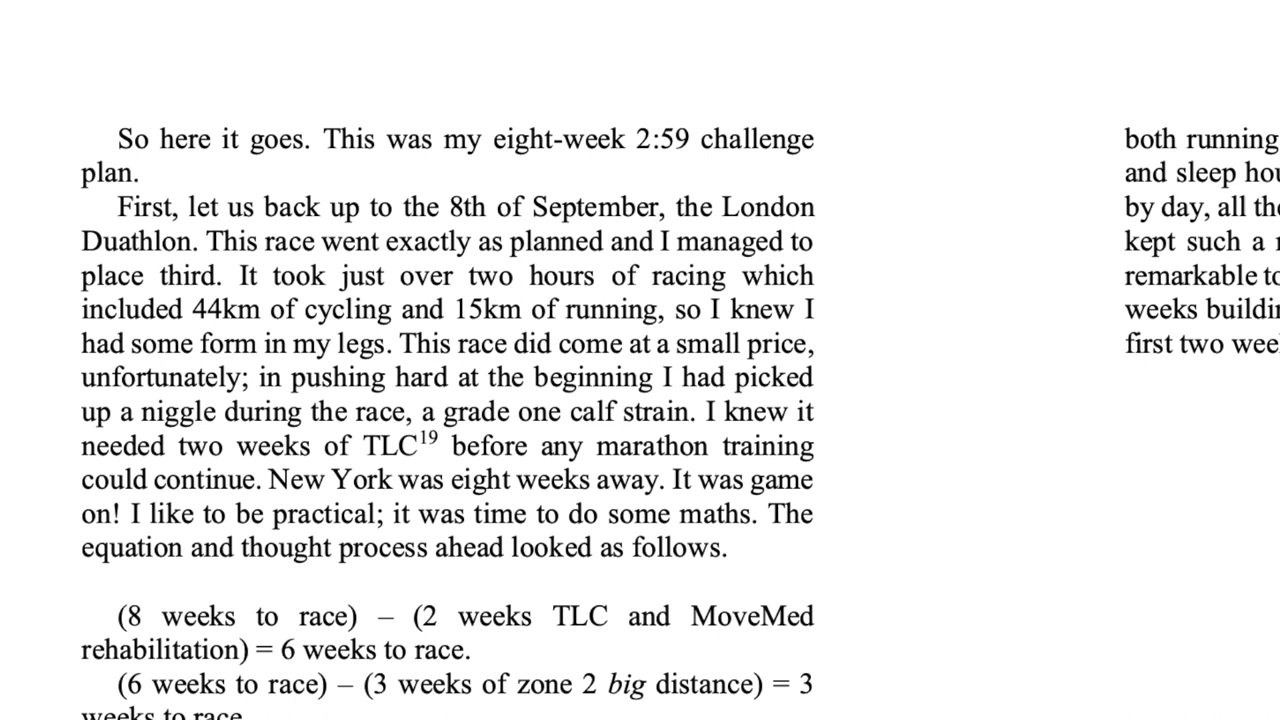 So here it goes. This was my eight-week 2:59 challenge
plan.
First, let us back up to the 8th of September, the London
Duathlon. This race went exactly as planned and I managed to
place third. It took just over two hours of racing which
included 44km of cycling and 15km of running, so I knew I
had some form in my legs. This race did come at a small price,
unfortunately; in pushing hard at the beginning I had picked
up a niggle during the race, a grade one calf strain. I knew it
needed two weeks of TLC19 before any marathon training
could continue. New York was eight weeks away. It was game
on! I like to be practical; it was time to do some maths. The
equation and thought process ahead looked as follows.
(8 weeks to race) – (2 weeks TLC and MoveMed
rehabilitation) = 6 weeks to race.
(6 weeks to race) – (3 weeks of zone 2 big distance) = 3
weeks to race
both running
and sleep
by day, all
kept such a
remarkable
weeks
first two